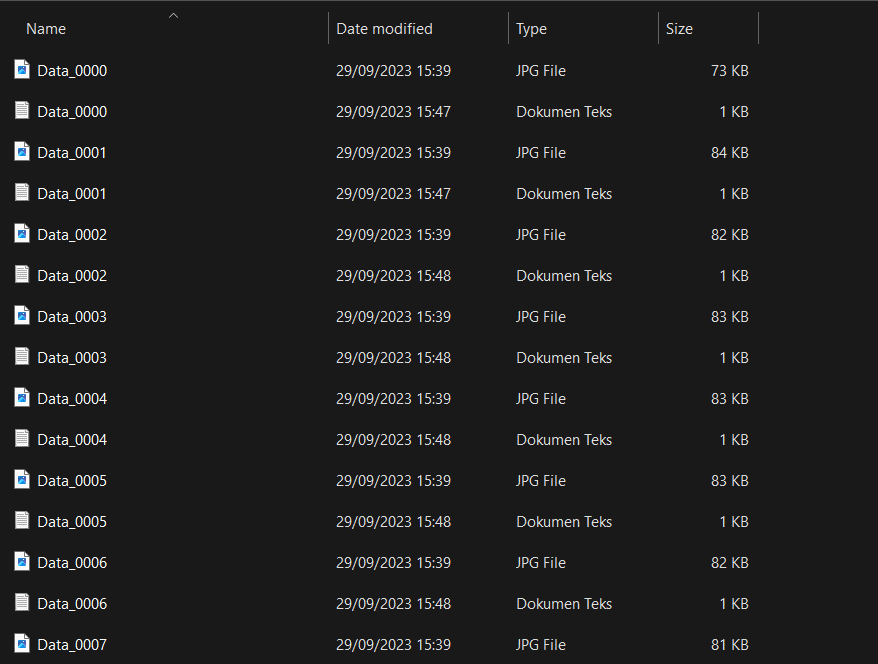 Name Date modified Type Size
Data_0000 29/09/2023 15:39 JPG File 73 KB
Data_0000 29/09/2023 15:47 Dokumen Teks 1 KB
Data_0001 29/09/2023 15:39 JPG File 84 KB
Data_0001 29/09/2023 15:47 Dokumen Teks 1 KB
Data_0002 29/09/2023 15:39 JPG File 82 KB
Data_0002 29/09/2023 15:48 Dokumen Teks 1 KB
Data_0003 29/09/2023 15:39 JPG File 83 KB
Data_0003 29/09/2023 15:48 Dokumen Teks 1 KB
Data_0004 29/09/2023 15:39 JPG File 83 KB
Data_0004 29/09/2023 15:48 Dokumen Teks 1 KB
Data_0005 29/09/2023 15:39 JPG File 83 KB
Data_0005 29/09/2023 15:48 Dokumen Teks 1 KB
Data_0006 29/09/2023 15:39 JPG File 82 KB
Data_0006 29/09/2023 15:48 Dokumen Teks 1 KB
Data_0007 29/09/2023 15:39 JPG File 81 KB